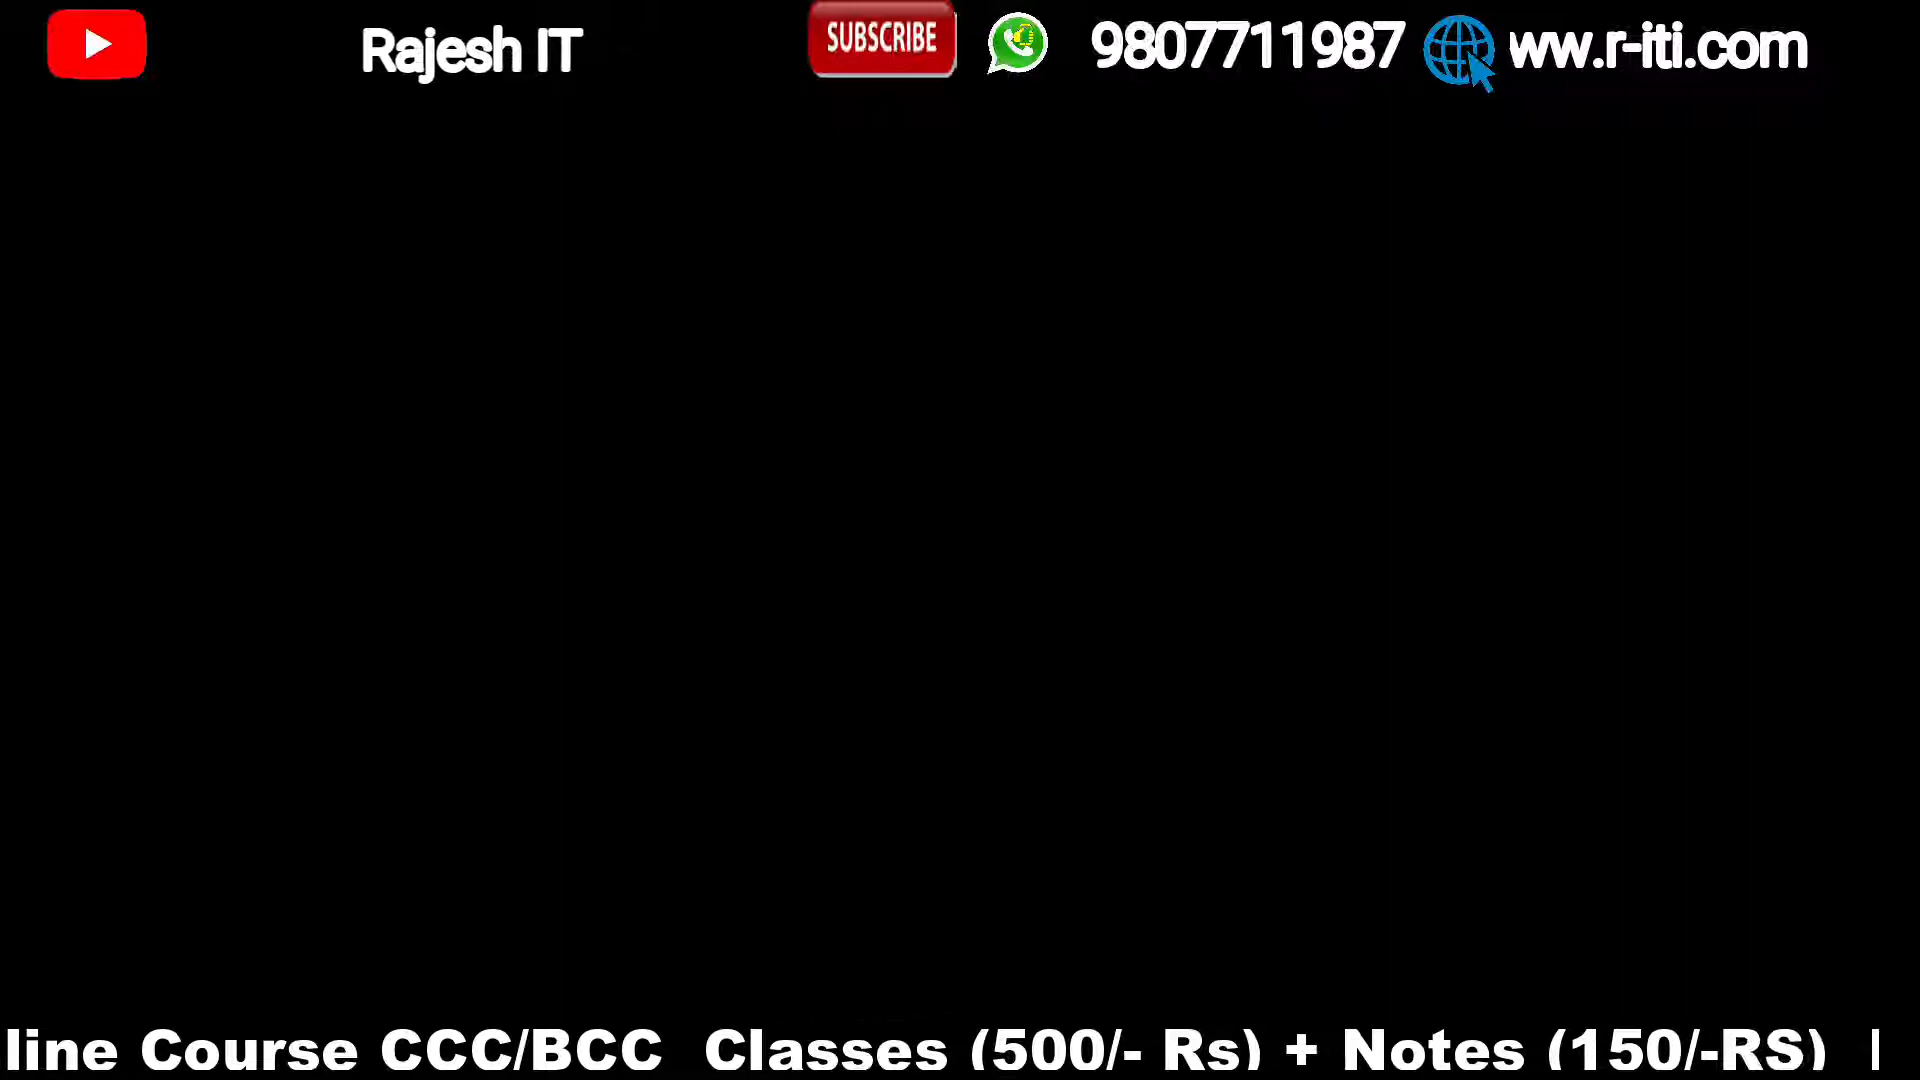 Rajesh IT SUBSCRIBE 9807711987 ww.r-iti.com
line Course CCC/BCC Classes (500/- Rs) + Notes (150/-RS)